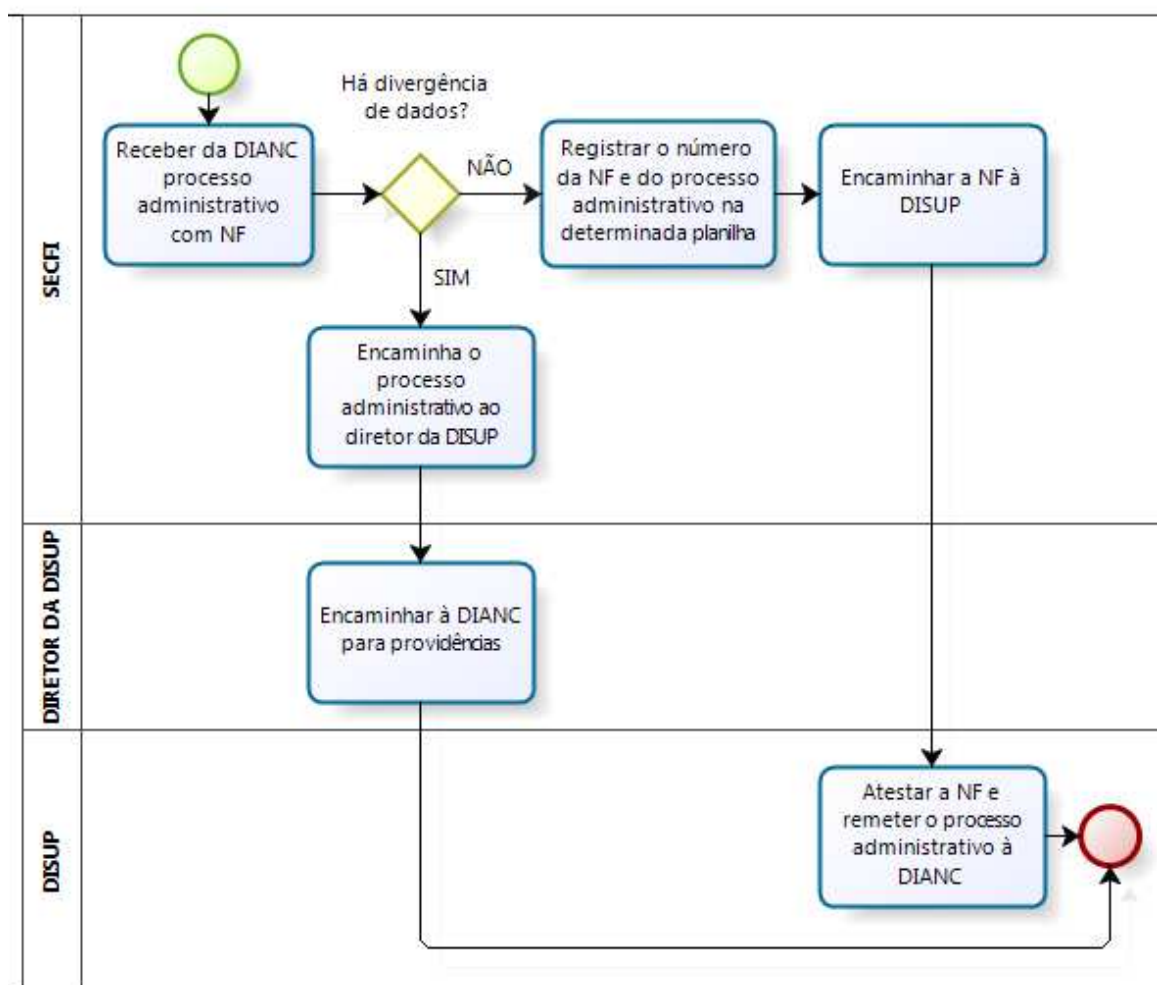 SECFI
Receber da DIANC
processo
administrativo
com NF
Há divergência
de dados?
NÃO
SIM
Registrar o número
da NF e do processo
administrativo na
determinada planilha
Encaminhar a NF à
DISUP
Encaminha o
processo
administrativo ao
diretor da DISUP
DIRETOR DA DISUP
Encaminhar à DIANC
para providências
DISUP
Atestar a NF e
remeter o processo
administrativo à
DIANC